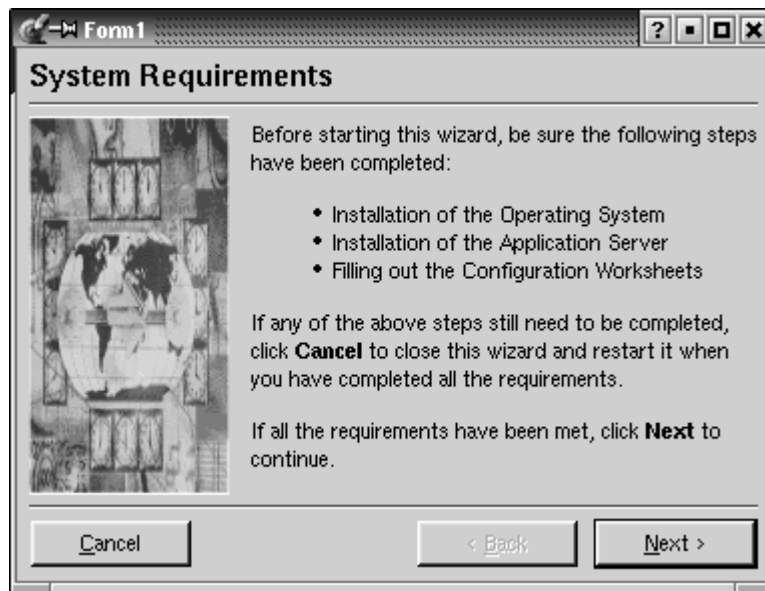 Form1
System Requirements
Before starting this wizard, be sure the following steps
have been completed:
• Installation of the Operating System
• Installation of the Application Server
• Filling out the Configuration Worksheets
If any of the above steps still need to be completed,
click Cancel to close this wizard and restart it when
you have completed all the requirements.
If all the requirements have been met, click Next to
continue.
Cancel
< Back
Next >